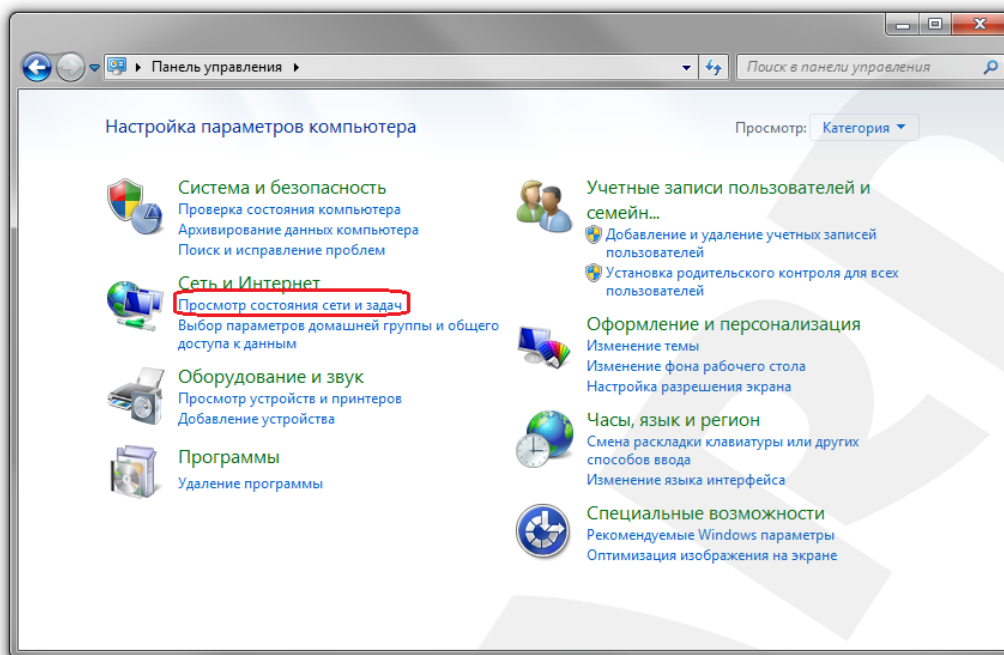 Панель управления
Поиск в панели управления
Настройка параметров компьютера
Просмотр: Категория
Система и безопасность
Проверка состояния компьютера
Архивирование данных компьютера
Поиск и исправление проблем
Сеть и Интернет
Просмотр состояния сети и задач
Выбор параметров домашней группы и общего
доступа к данным
Оборудование и звук
Просмотр устройств и принтеров
Добавление устройства
Программы
Удаление программы
Учетные записи пользователей и
семейн...
Добавление и удаление учетных записей
пользователей
Установка родительского контроля для всех
пользователей
Оформление и персонализация
Изменение темы
Изменение фона рабочего стола
Настройка разрешения экрана
Часы, язык и регион
Смена раскладки клавиатуры или других
способов ввода
Изменение языка интерфейса
Специальные возможности
Рекомендуемые Windows параметры
Оптимизация изображения на экране